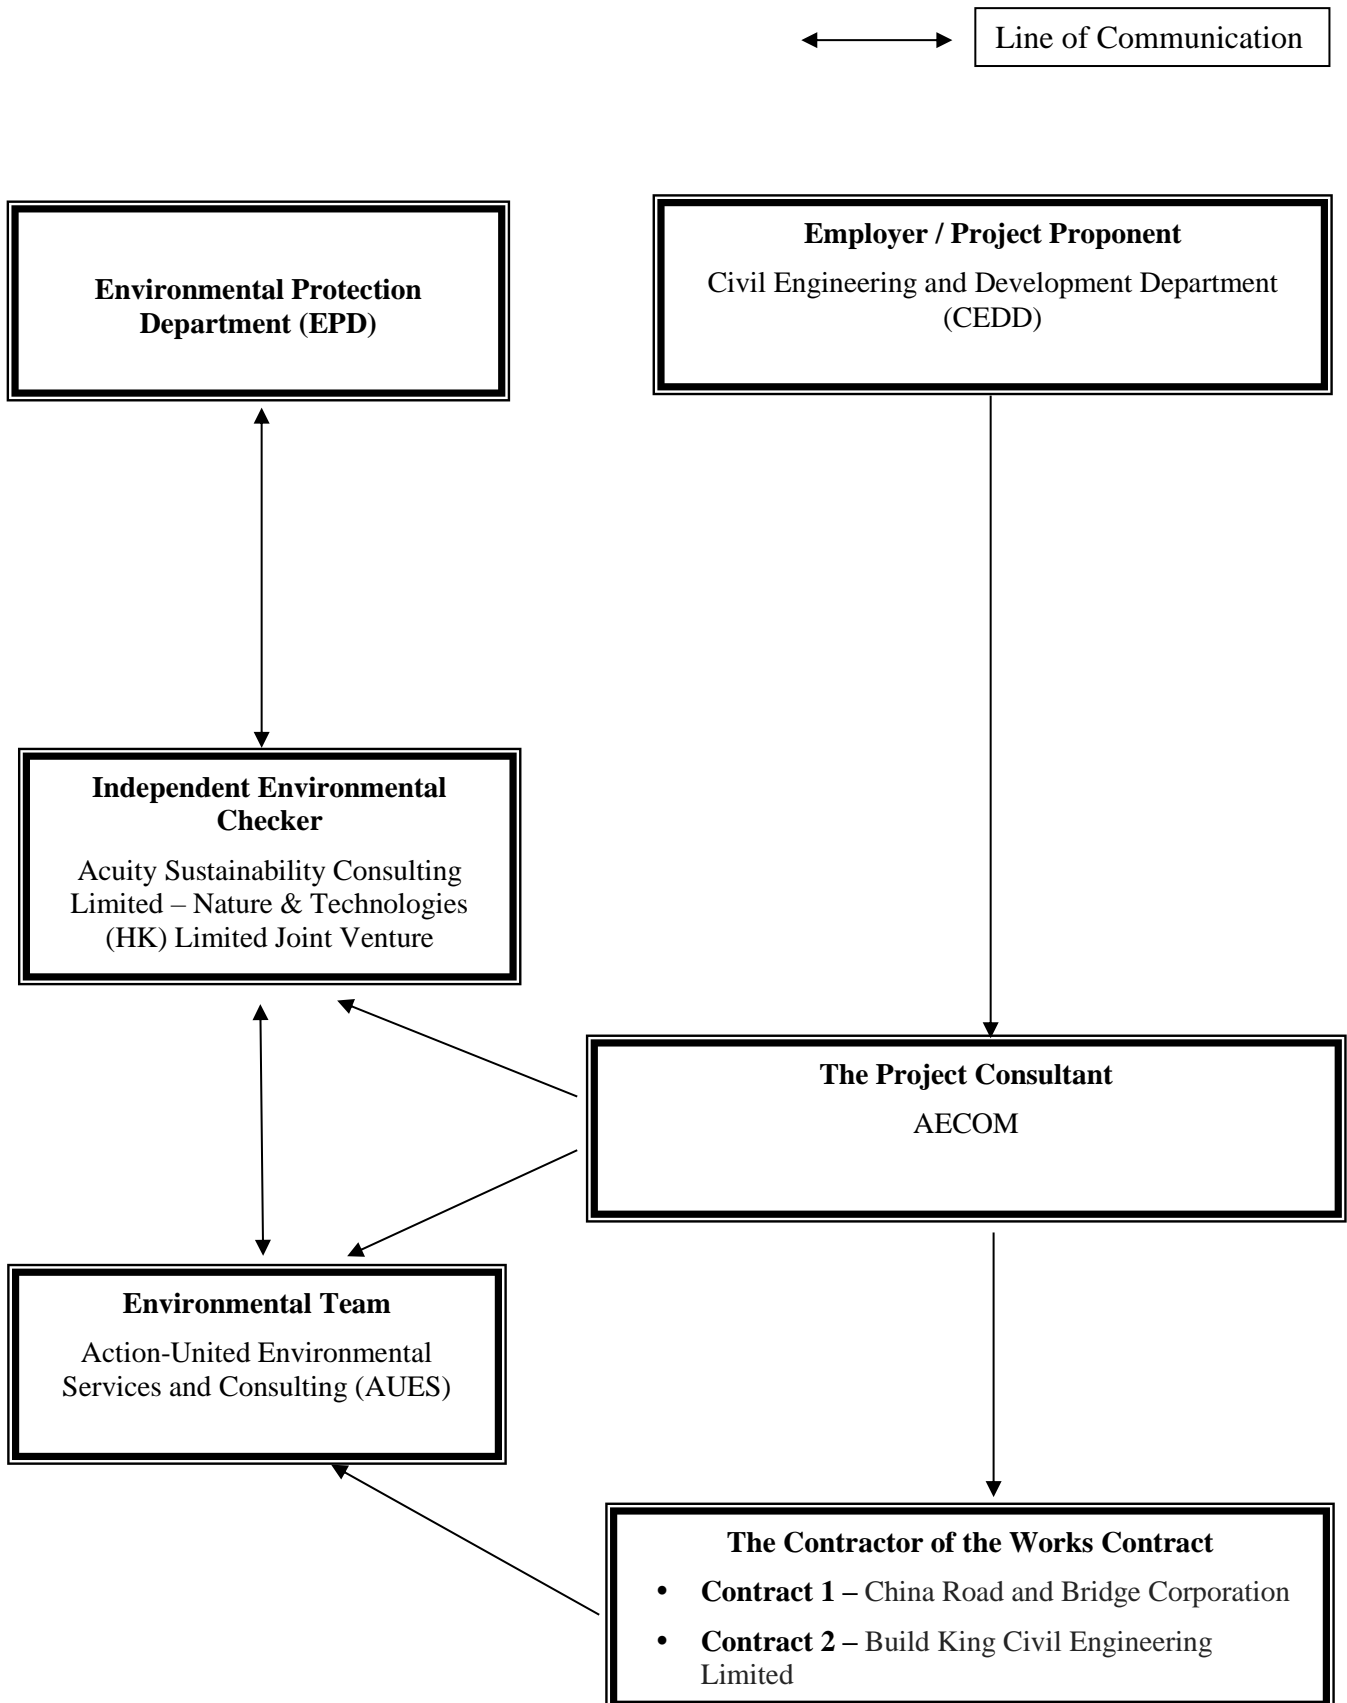 Line of Communication
Environmental Protection
Department (EPD)
Employer / Project Proponent
Civil Engineering and Development Department
(CEDD)
Independent Environmental
Checker
Acuity Sustainability Consulting
Limited – Nature & Technologies
(HK) Limited Joint Venture
The Project Consultant
AECOM
Environmental Team
Action-United Environmental
Services and Consulting (AUES)
The Contractor of the Works Contract
• Contract 1 – China Road and Bridge Corporation
• Contract 2 – Build King Civil Engineering
Limited